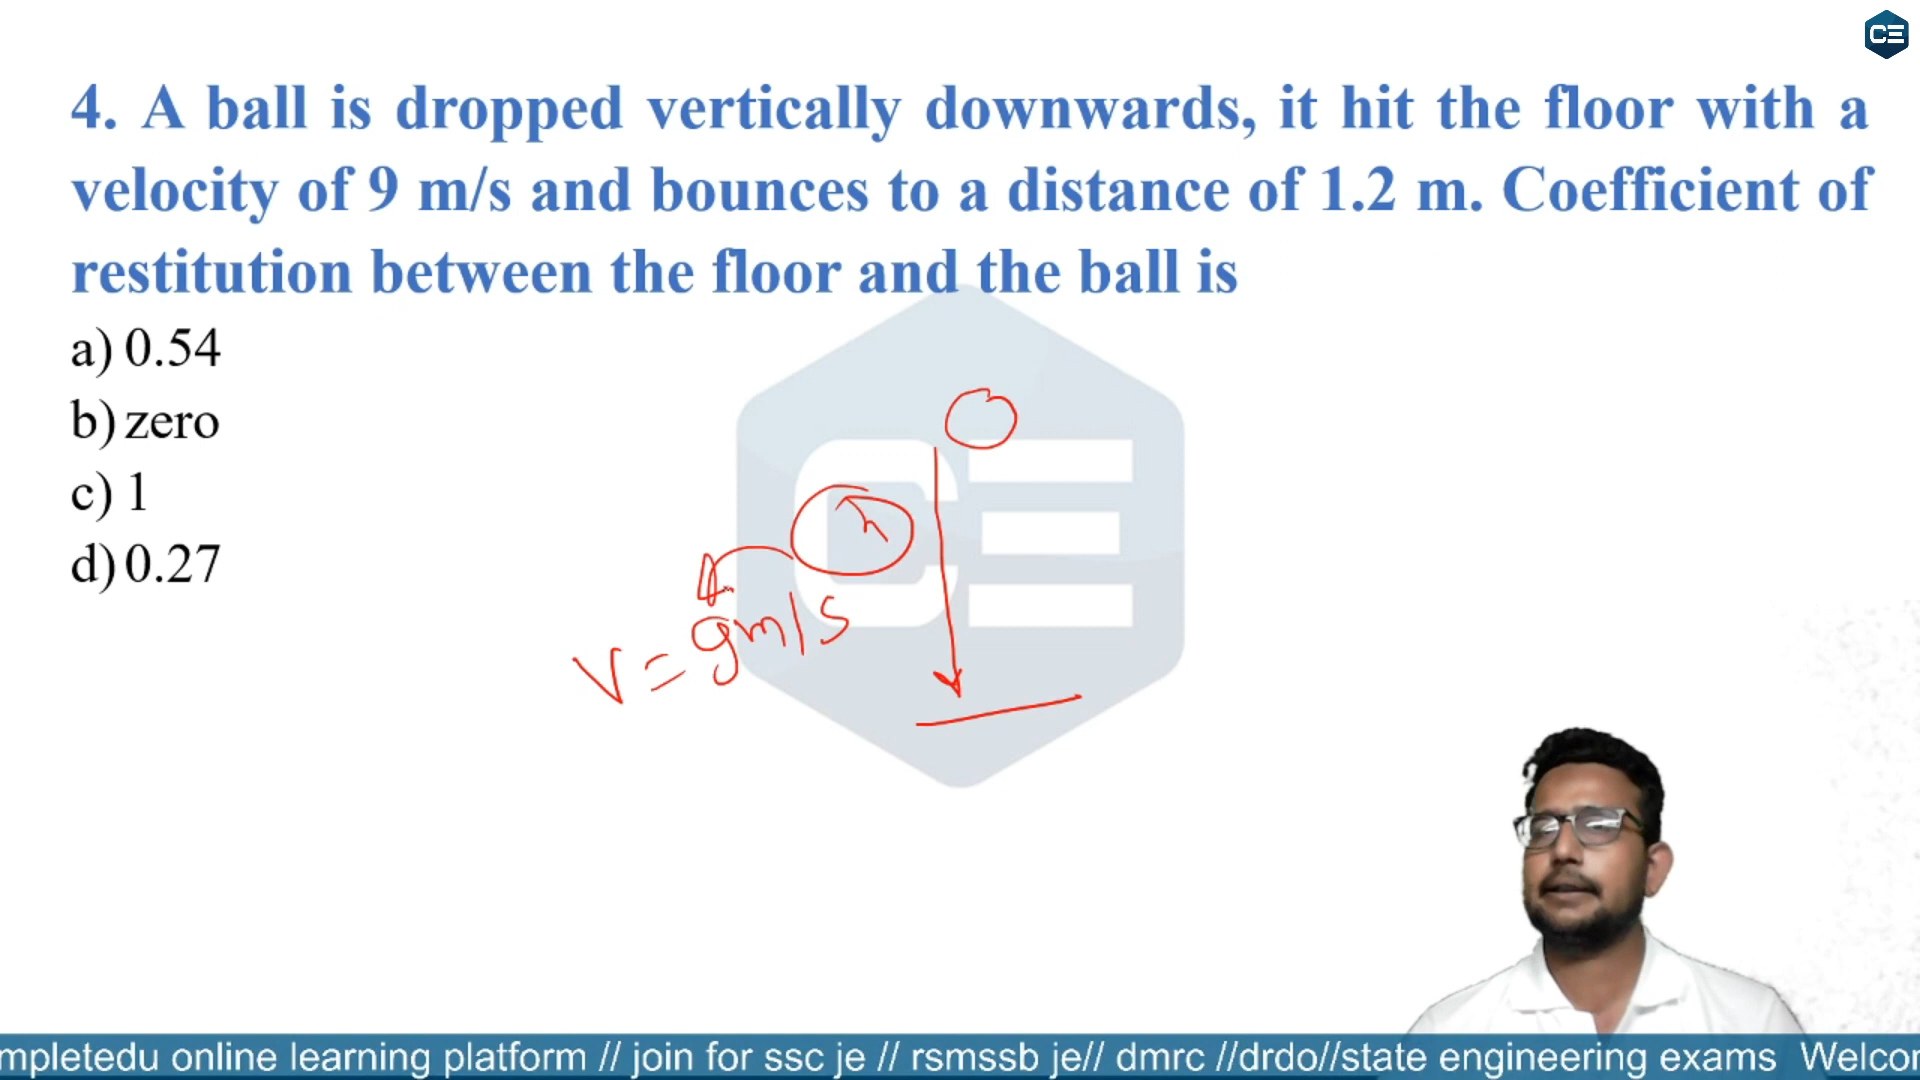 CE
4. A ball is dropped vertically downwards, it hit the floor with a
velocity of 9 m/s and bounces to a distance of 1.2 m. Coefficient of
restitution between the floor and the ball is
a) 0.54
b) zero
c) 1
d) 0.27
h
V = 9m/s
mpletedu online learning platform // join for ssc je // rsmssb je// dmrc //drdo//state engineering exams Welcor